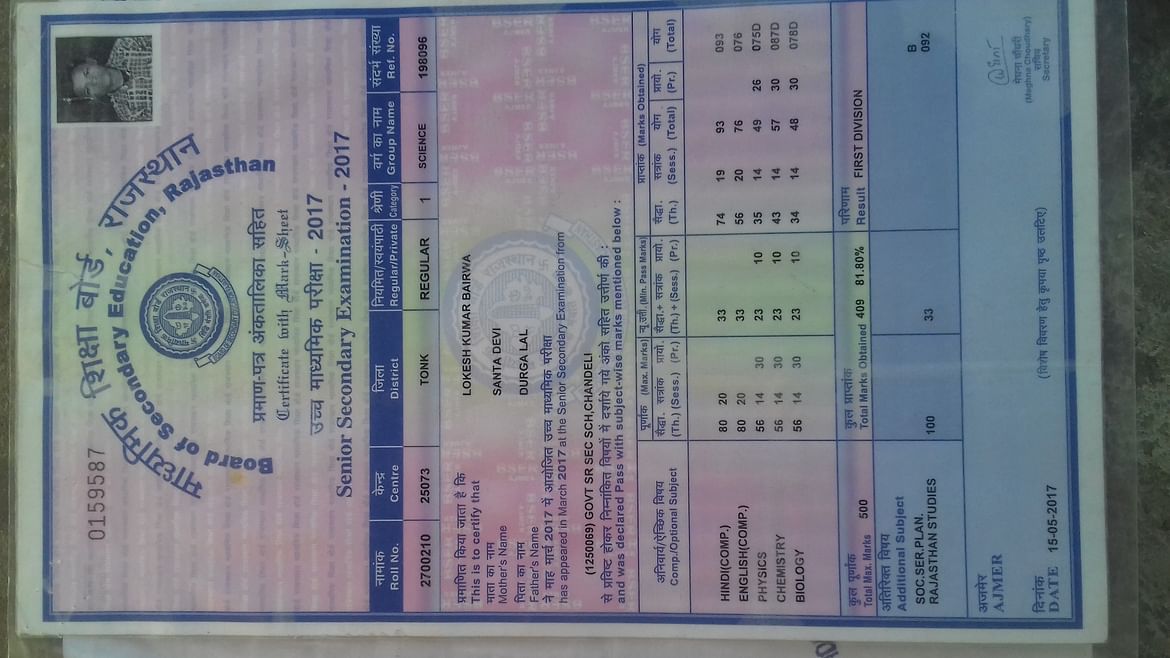 0159587
माध्यमिक शिक्षा बोर्ड, राजस्थान
Board of Secondary Education, Rajasthan
प्रमाण-पत्र अंकतालिका सहित
Certificate with Mark-Sheet
उच्च माध्यमिक परीक्षा - 2017
Senior Secondary Examination - 2017
नामांक केन्द्र जिला नियमित/स्वयंपाठी श्रेणी वर्ग का नाम संदर्भ संख्या
Roll No. Centre District Regular/Private Category Group Name Ref. No.
2700210 25073 TONK REGULAR 1 SCIENCE 198096
प्रमाणित किया जाता है कि
This is to certify that LOKESH KUMAR BAIRWA
माता का नाम
Mother's Name SANTA DEVI
पिता का नाम
Father's Name DURGA LAL
ने माह मार्च 2017 में आयोजित उच्च माध्यमिक परीक्षा
has appeared in March 2017 at the Senior Secondary Examination from
(1250069) GOVT SR SEC SCH,CHANDELI
से प्रविष्ट होकर निम्नांकित विषयों में दर्शाये गये अंकों सहित उत्तीर्ण की :
and was declared Pass with subject-wise marks mentioned below :
अनिवार्य/ऐच्छिक विषय पूर्णांक (Max. Marks) न्यू.उत्ती.(Min. Pass Marks) प्राप्तांक (Marks Obtained)
सैद्धा. सत्रांक प्रायो. सैद्धा.+ सत्रांक प्रायो. सैद्धा. सत्रांक योग प्रायो. योग
Comp./Optional Subject (Th.) (Sess.) (Pr.) (Th.) + (Sess.) (Pr.) (Th.) (Sess.) (Total) (Pr.) (Total)
HINDI(COMP.) 80 20 33 74 19 93 093
ENGLISH(COMP.) 80 20 33 56 20 76 076
PHYSICS 56 14 30 23 10 35 14 49 26 075D
CHEMISTRY 56 14 30 23 10 43 14 57 30 087D
BIOLOGY 56 14 30 23 10 34 14 48 30 078D
कुल पूर्णांक कुल प्राप्तांक परिणाम
Total Max. Marks 500 Total Marks Obtained 409 81.80% Result FIRST DIVISION
अतिरिक्त विषय
Additional Subject
SOC.SER.PLAN. B
RAJASTHAN STUDIES 100 33 092
अजमेर
AJMER
मेघना चौधरी
(Meghna Choudhary)
सचिव
Secretary
दिनांक
DATE 15-05-2017
(विशेष विवरण हेतु कृपया पृष्ठ उलटिए)